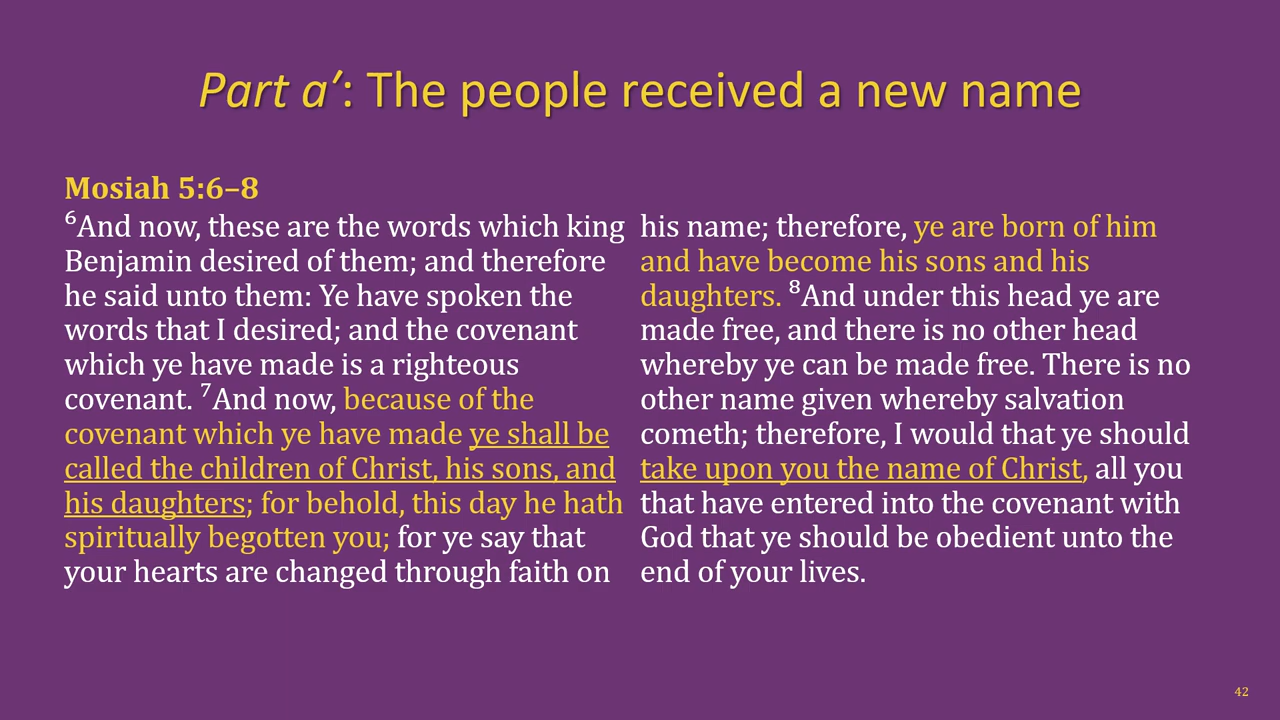 Part a′: The people received a new name
Mosiah 5:6–8
⁶And now, these are the words which king
Benjamin desired of them; and therefore
he said unto them: Ye have spoken the
words that I desired; and the covenant
which ye have made is a righteous
covenant. ⁷And now, because of the
covenant which ye have made ye shall be
called the children of Christ, his sons, and
his daughters; for behold, this day he hath
spiritually begotten you; for ye say that
your hearts are changed through faith on
his name; therefore, ye are born of him
and have become his sons and his
daughters. ⁸And under this head ye are
made free, and there is no other head
whereby ye can be made free. There is no
other name given whereby salvation
cometh; therefore, I would that ye should
take upon you the name of Christ, all you
that have entered into the covenant with
God that ye should be obedient unto the
end of your lives.
42